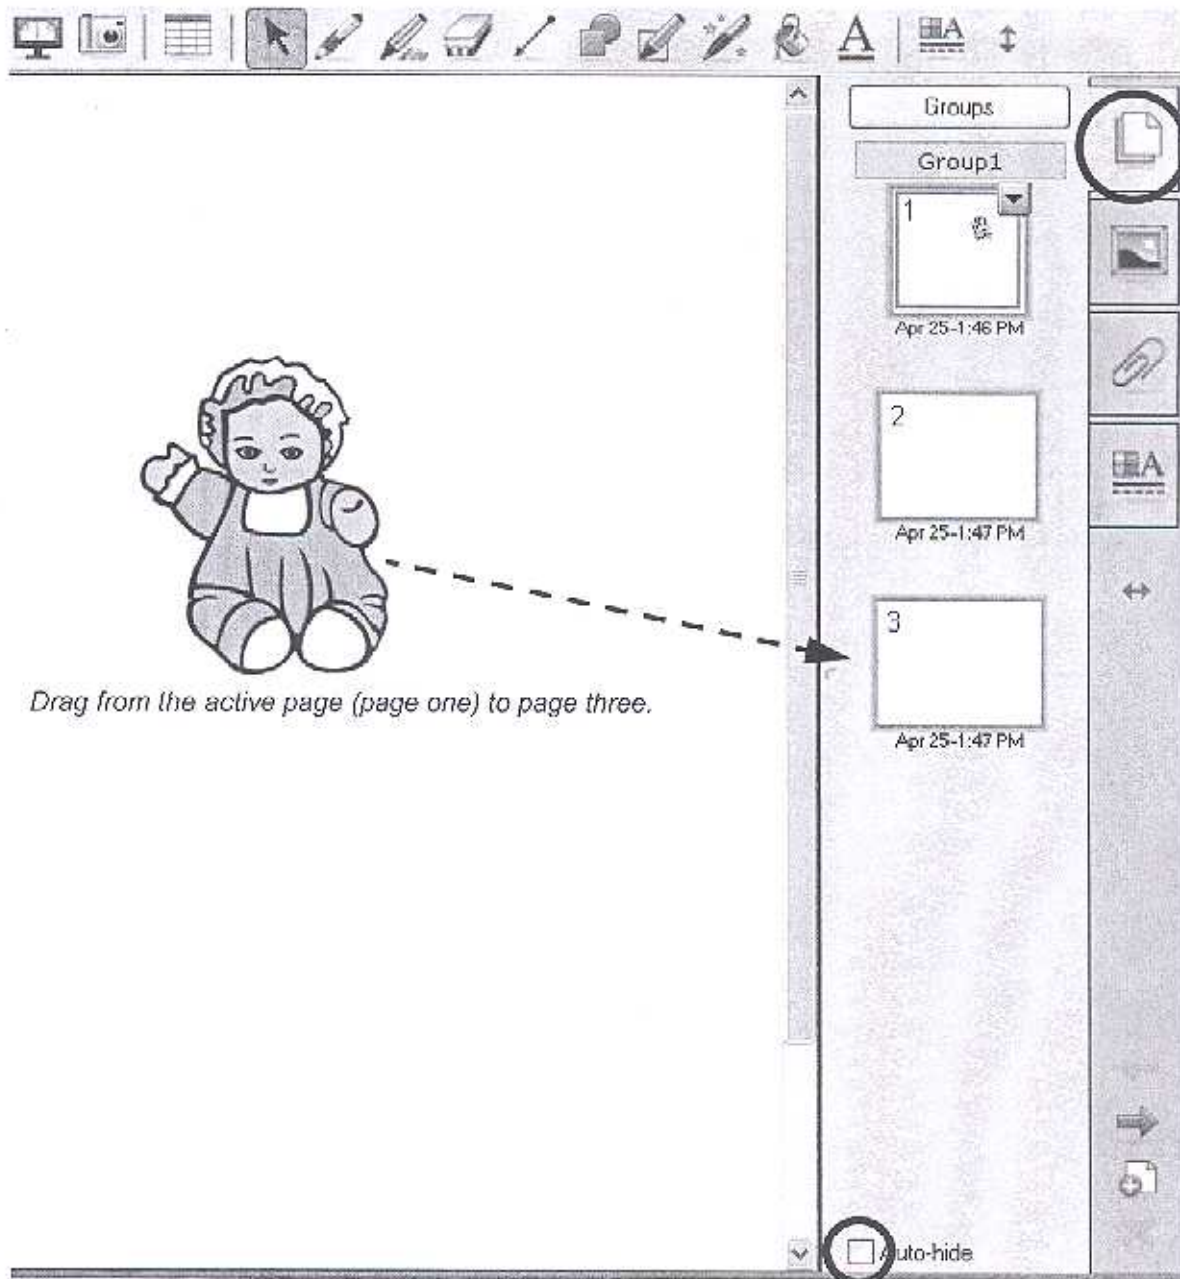 Groups
Group1
1
Apr 25-1:46 PM
2
Apr 25-1:47 PM
3
Apr 25-1:47 PM
Drag from the active page (page one) to page three.
Auto-hide